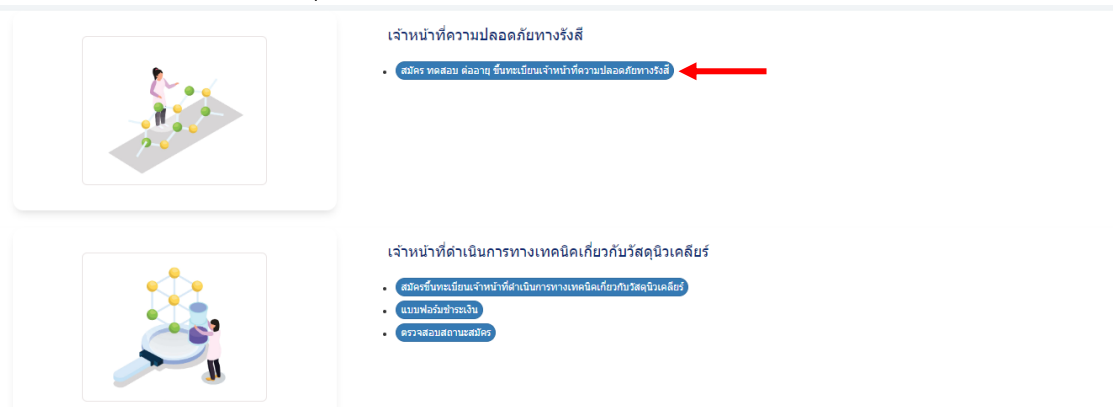 เจ้าหน้าที่ความปลอดภัยทางรังสี
สมัคร ทดสอบ ต่ออายุ ขึ้นทะเบียนเจ้าหน้าที่ความปลอดภัยทางรังสี
เจ้าหน้าที่ดำเนินการทางเทคนิคเกี่ยวกับวัสดุนิวเคลียร์
สมัครขึ้นทะเบียนเจ้าหน้าที่ดำเนินการทางเทคนิคเกี่ยวกับวัสดุนิวเคลียร์
แบบฟอร์มชำระเงิน
ตรวจสอบสถานะสมัคร